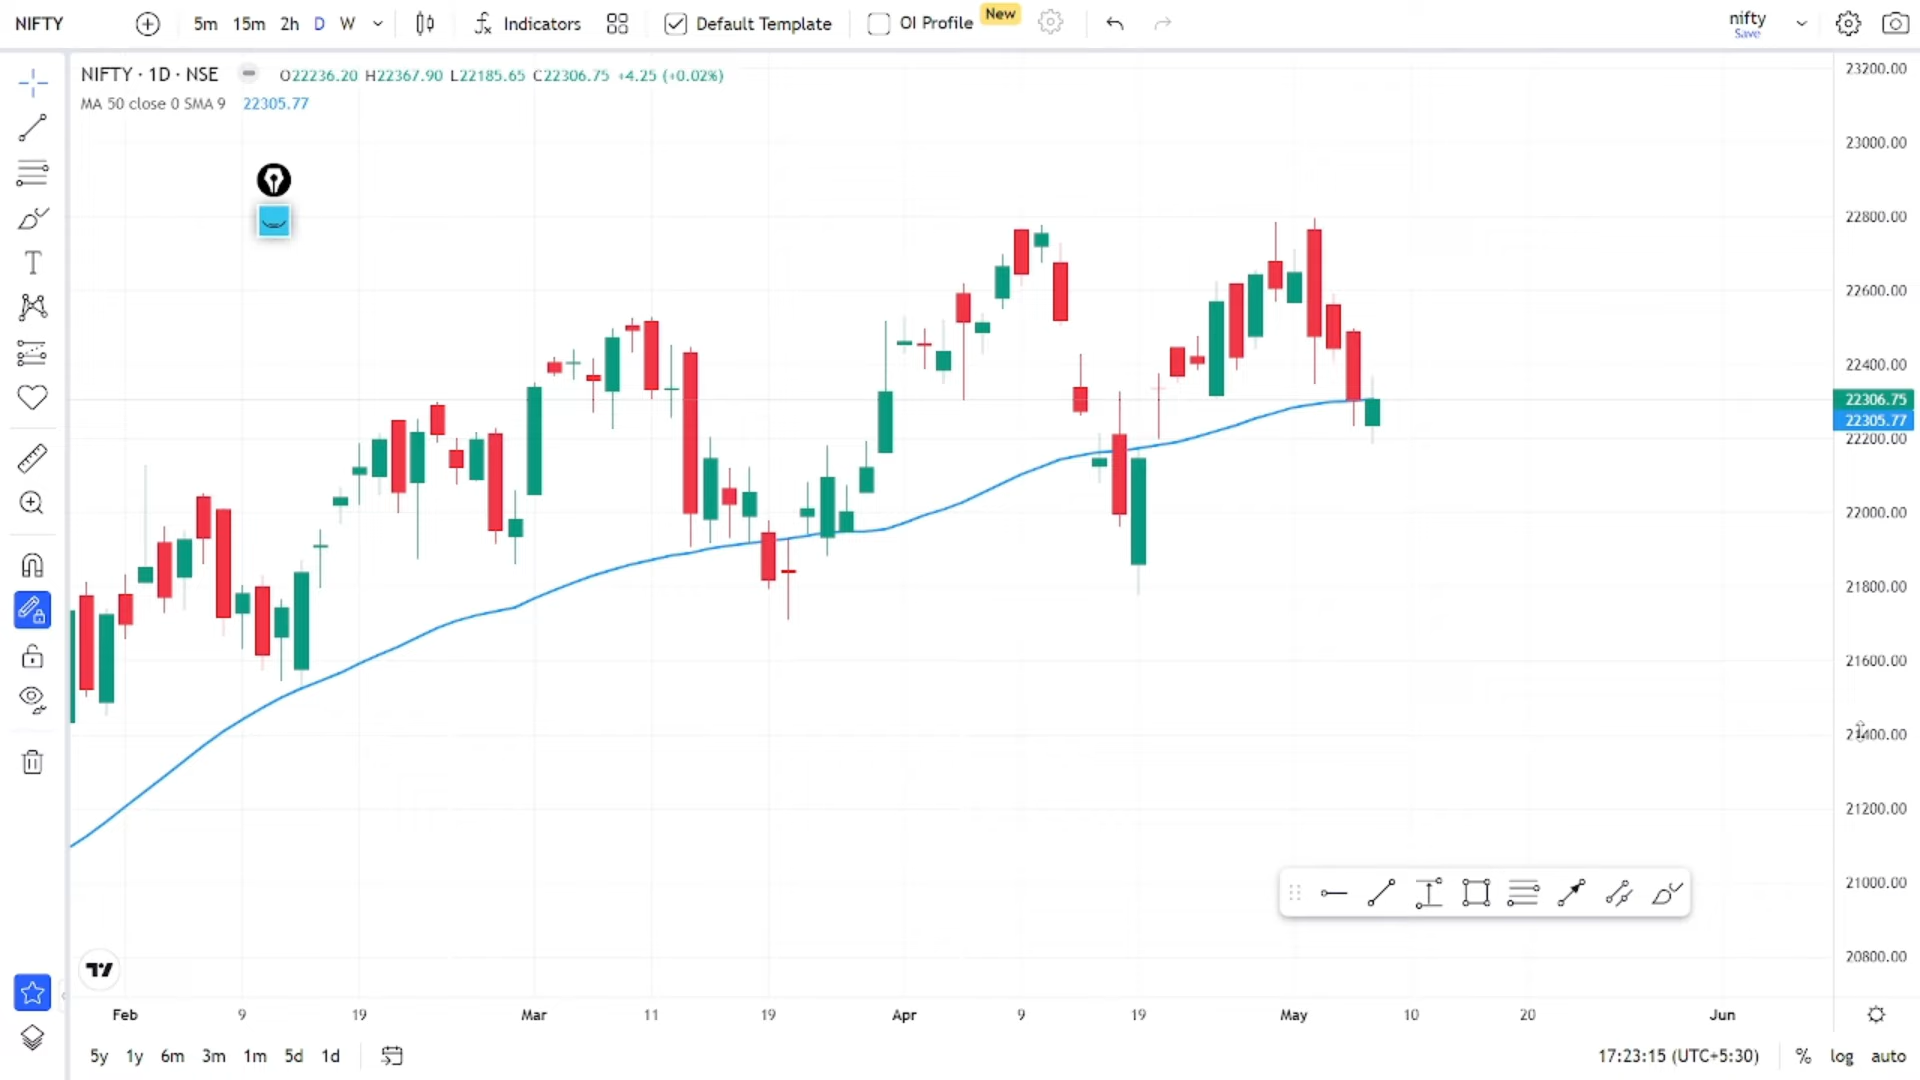 NIFTY 5m 15m 2h D W Indicators Default Template OI Profile New nifty
Save
NIFTY · 1D · NSE O22236.20 H22367.90 L22185.65 C22306.75 +4.25 (+0.02%)
MA 50 close 0 SMA 9 22305.77
23200.00
23000.00
22800.00
22600.00
22400.00
22306.75
22305.77
22200.00
22000.00
21800.00
21600.00
21400.00
21200.00
21000.00
20800.00
Feb 9 19 Mar 11 19 Apr 9 19 May 10 20 Jun
5y 1y 6m 3m 1m 5d 1d 17:23:15 (UTC+5:30) % log auto